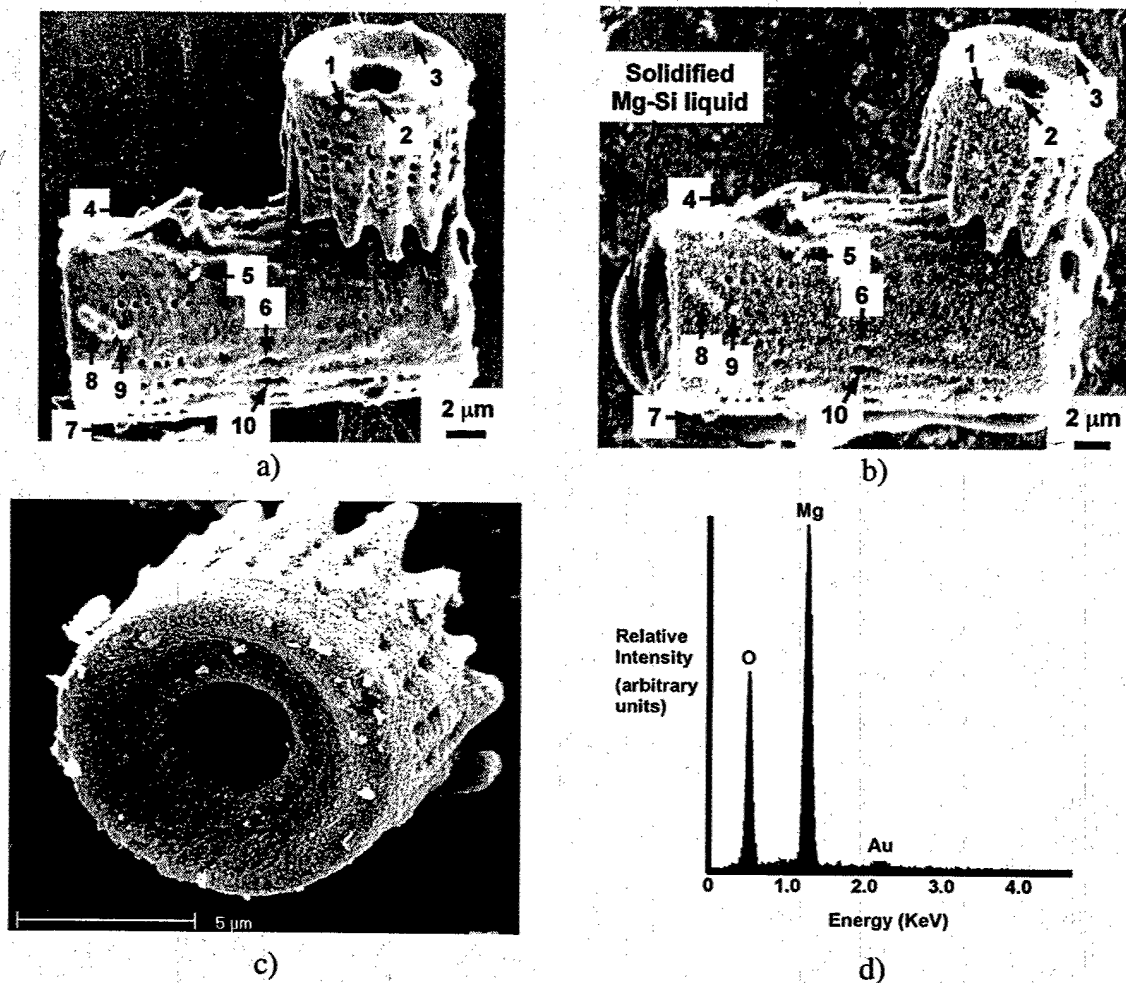 1
3
2
4
5
6
8
9
7
10
2 μm
a)
Solidified
Mg-Si liquid
1
3
2
4
5
6
8
9
10
7
2 μm
b)
5 μm
c)
Mg
Relative
Intensity
(arbitrary
units)
O
Au
0 1.0 2.0 3.0 4.0
Energy (KeV)
d)